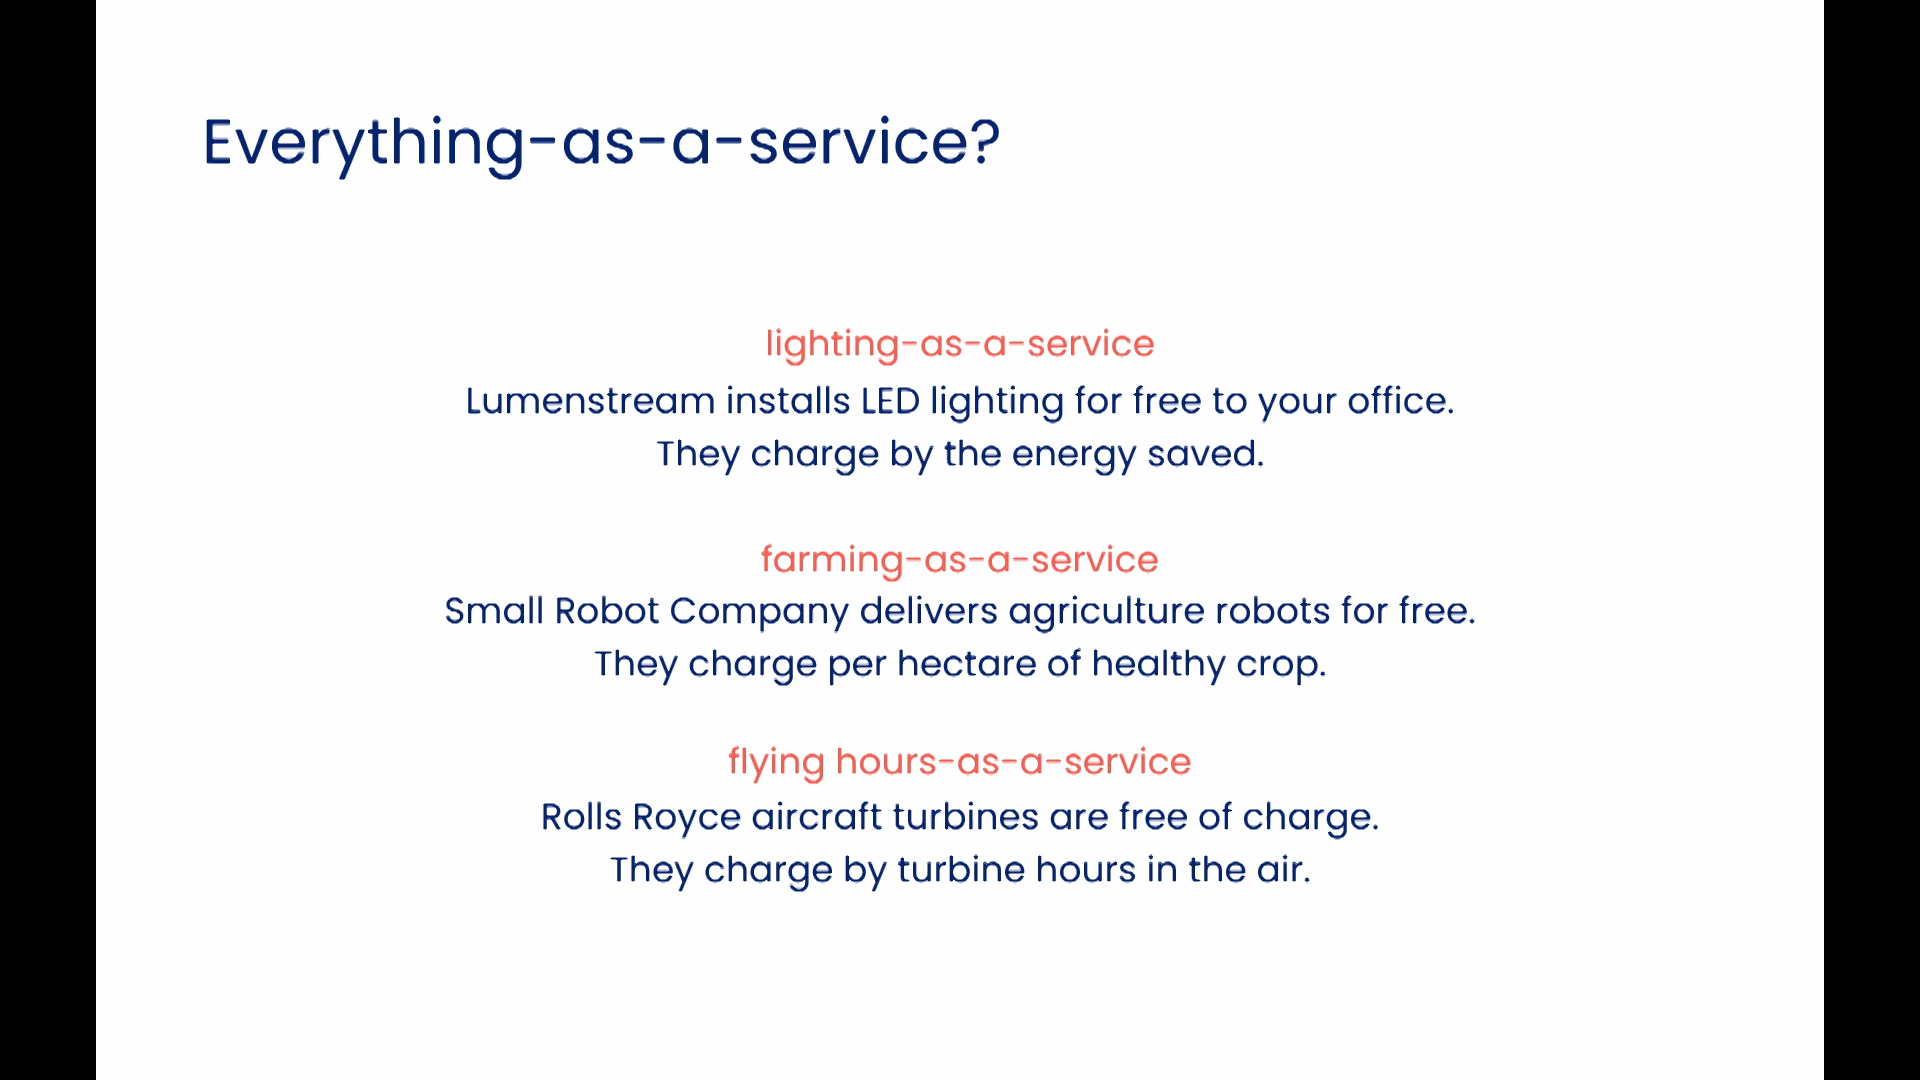 Everything-as-a-service?
lighting-as-a-service
Lumenstream installs LED lighting for free to your office.
They charge by the energy saved.
farming-as-a-service
Small Robot Company delivers agriculture robots for free.
They charge per hectare of healthy crop.
flying hours-as-a-service
Rolls Royce aircraft turbines are free of charge.
They charge by turbine hours in the air.